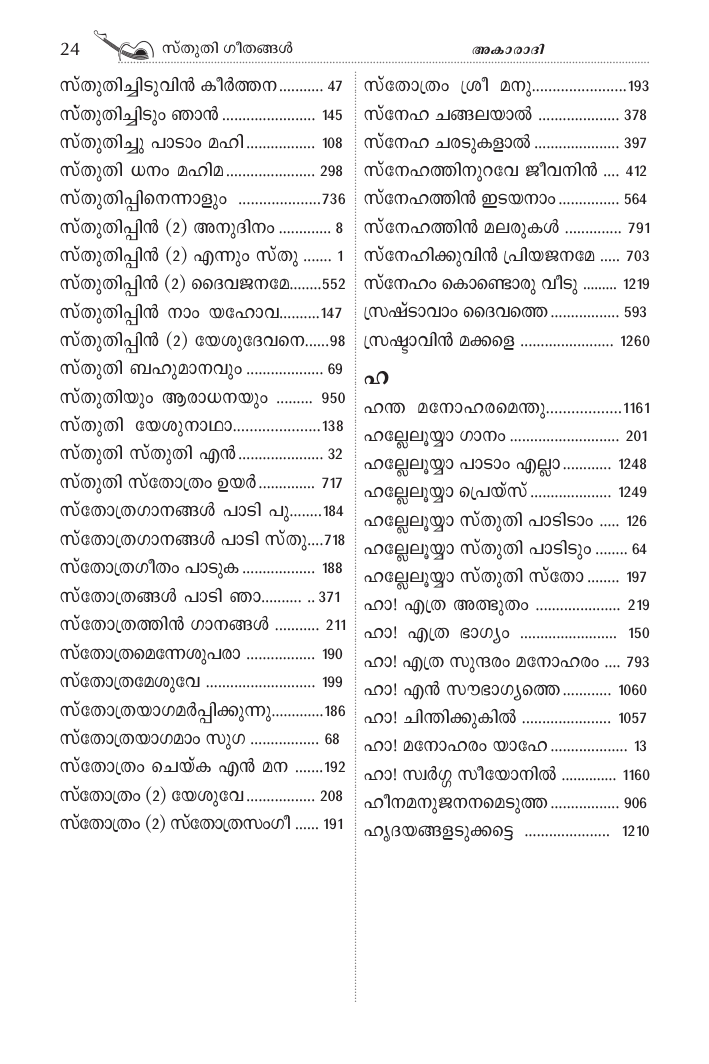 24 സ്തുതി ഗീതങ്ങൾ അകാരാദി
സ്തുതിച്ചിടുവിൻ കീർത്തന........... 47
സ്തുതിച്ചിടും ഞാൻ ....................... 145
സ്തുതിച്ചു പാടാം മഹി................. 108
സ്തുതി ധനം മഹിമ...................... 298
സ്തുതിപ്പിനെന്നാളും ....................736
സ്തുതിപ്പിൻ (2) അനുദിനം ............. 8
സ്തുതിപ്പിൻ (2) എന്നും സ്തു ....... 1
സ്തുതിപ്പിൻ (2) ദൈവജനമേ........552
സ്തുതിപ്പിൻ നാം യഹോവ..........147
സ്തുതിപ്പിൻ (2) യേശുദേവനെ......98
സ്തുതി ബഹുമാനവും ................... 69
സ്തുതിയും ആരാധനയും ......... 950
സ്തുതി യേശുനാഥാ.....................138
സ്തുതി സ്തുതി എൻ..................... 32
സ്തുതി സ്തോത്രം ഉയർ.............. 717
സ്തോത്രഗാനങ്ങൾ പാടി പു........184
സ്തോത്രഗാനങ്ങൾ പാടി സ്തു....718
സ്തോത്രഗീതം പാടുക .................. 188
സ്തോത്രങ്ങൾ പാടി ഞാ.......... ..371
സ്തോത്രത്തിൻ ഗാനങ്ങൾ ........... 211
സ്തോത്രമെന്നേശുപരാ ................. 190
സ്തോത്രമേശുവേ ........................... 199
സ്തോത്രയാഗമർപ്പിക്കുന്നു.............186
സ്തോത്രയാഗമാം സുഗ ................. 68
സ്തോത്രം ചെയ്ക എൻ മന .......192
സ്തോത്രം (2) യേശുവേ................. 208
സ്തോത്രം (2) സ്തോത്രസംഗീ ...... 191
സ്തോത്രം ശ്രീ മനു.......................193
സ്നേഹ ചങ്ങലയാൽ .................... 378
സ്നേഹ ചരടുകളാൽ ..................... 397
സ്നേഹത്തിനുറവേ ജീവനിൻ .... 412
സ്നേഹത്തിൻ ഇടയനാം............... 564
സ്നേഹത്തിൻ മലരുകൾ .............. 791
സ്നേഹിക്കുവിൻ പ്രിയജനമേ ..... 703
സ്നേഹം കൊണ്ടൊരു വീടു ......... 1219
സ്രഷ്ടാവാം ദൈവത്തെ................. 593
സ്രഷ്ടാവിൻ മക്കളെ ....................... 1260
ഹ
ഹന്ത മനോഹരമെന്തു..................1161
ഹല്ലേലൂയ്യാ ഗാനം ........................... 201
ഹല്ലേലൂയ്യാ പാടാം എല്ലാ............ 1248
ഹല്ലേലൂയ്യാ പ്രെയ്സ്.................... 1249
ഹല്ലേലൂയ്യാ സ്തുതി പാടിടാം ..... 126
ഹല്ലേലൂയ്യാ സ്തുതി പാടിടും ........ 64
ഹല്ലേലൂയ്യാ സ്തുതി സ്തോ........ 197
ഹാ! എത്ര അത്ഭുതം ..................... 219
ഹാ! എത്ര ഭാഗ്യം ........................ 150
ഹാ! എത്ര സുന്ദരം മനോഹരം .... 793
ഹാ! എൻ സൗഭാഗ്യത്തെ............ 1060
ഹാ! ചിന്തിക്കുകിൽ ...................... 1057
ഹാ! മനോഹരം യാഹേ................... 13
ഹാ! സ്വർഗ്ഗ സീയോനിൽ ............. 1160
ഹീനമനുജനനമെടുത്ത................. 906
ഹൃദയങ്ങളടുക്കട്ടെ ..................... 1210